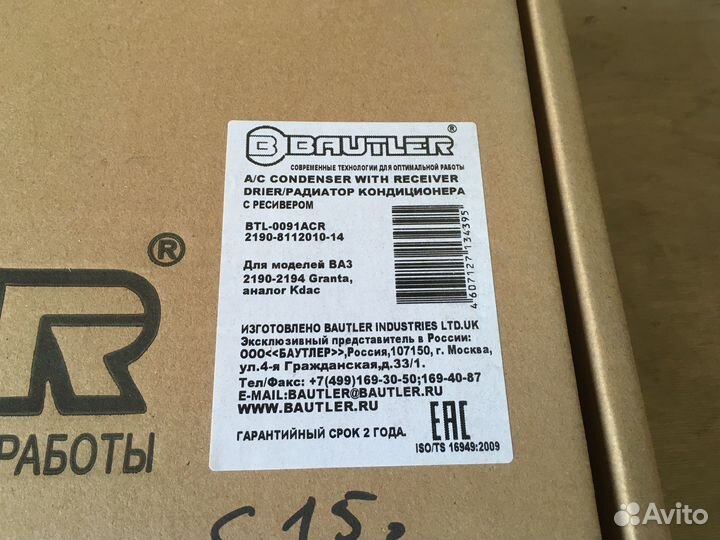 BAUTLER®
СОВРЕМЕННЫЕ ТЕХНОЛОГИИ ДЛЯ ОПТИМАЛЬНОЙ РАБОТЫ
A/C CONDENSER WITH RECEIVER
DRIER/РАДИАТОР КОНДИЦИОНЕРА
С РЕСИВЕРОМ
BTL-0091ACR
2190-8112010-14
Для моделей ВАЗ
2190-2194 Granta,
аналог Kdac
4607127134395
ИЗГОТОВЛЕНО BAUTLER INDUSTRIES LTD.UK
Эксклюзивный представитель в России:
ООО<<БАУТЛЕР>>,Россия,107150, г. Москва,
ул.4-я Гражданская,д.33/1.
Тел/Факс: +7(499)169-30-50;169-40-87
E-MAIL:BAUTLER@BAUTLER.RU
WWW.BAUTLER.RU
ГАРАНТИЙНЫЙ СРОК 2 ГОДА.
EAC
ISO/TS 16949:2009
R®
РАБОТЫ
с 15г
Avito